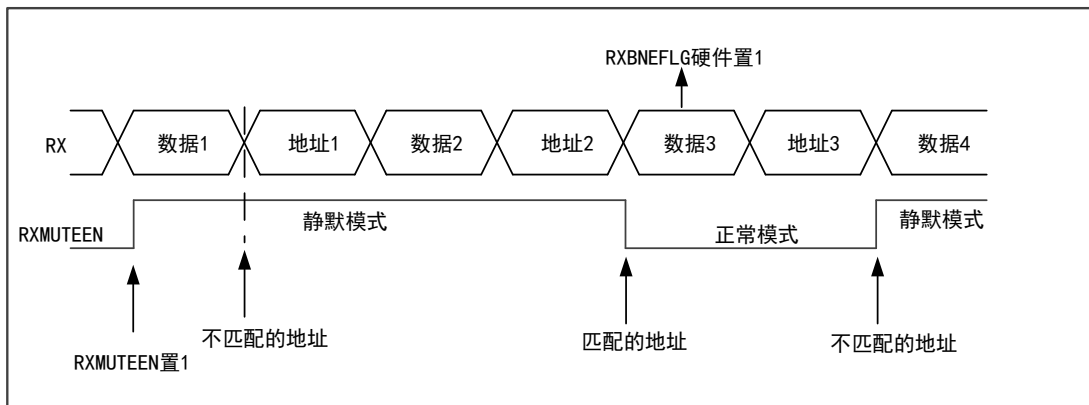 RXBNEFLG硬件置1
RX
数据1
地址1
数据2
地址2
数据3
地址3
数据4
RXMUTEEN
静默模式
正常模式
静默模式
RXMUTEEN置1
不匹配的地址
匹配的地址
不匹配的地址